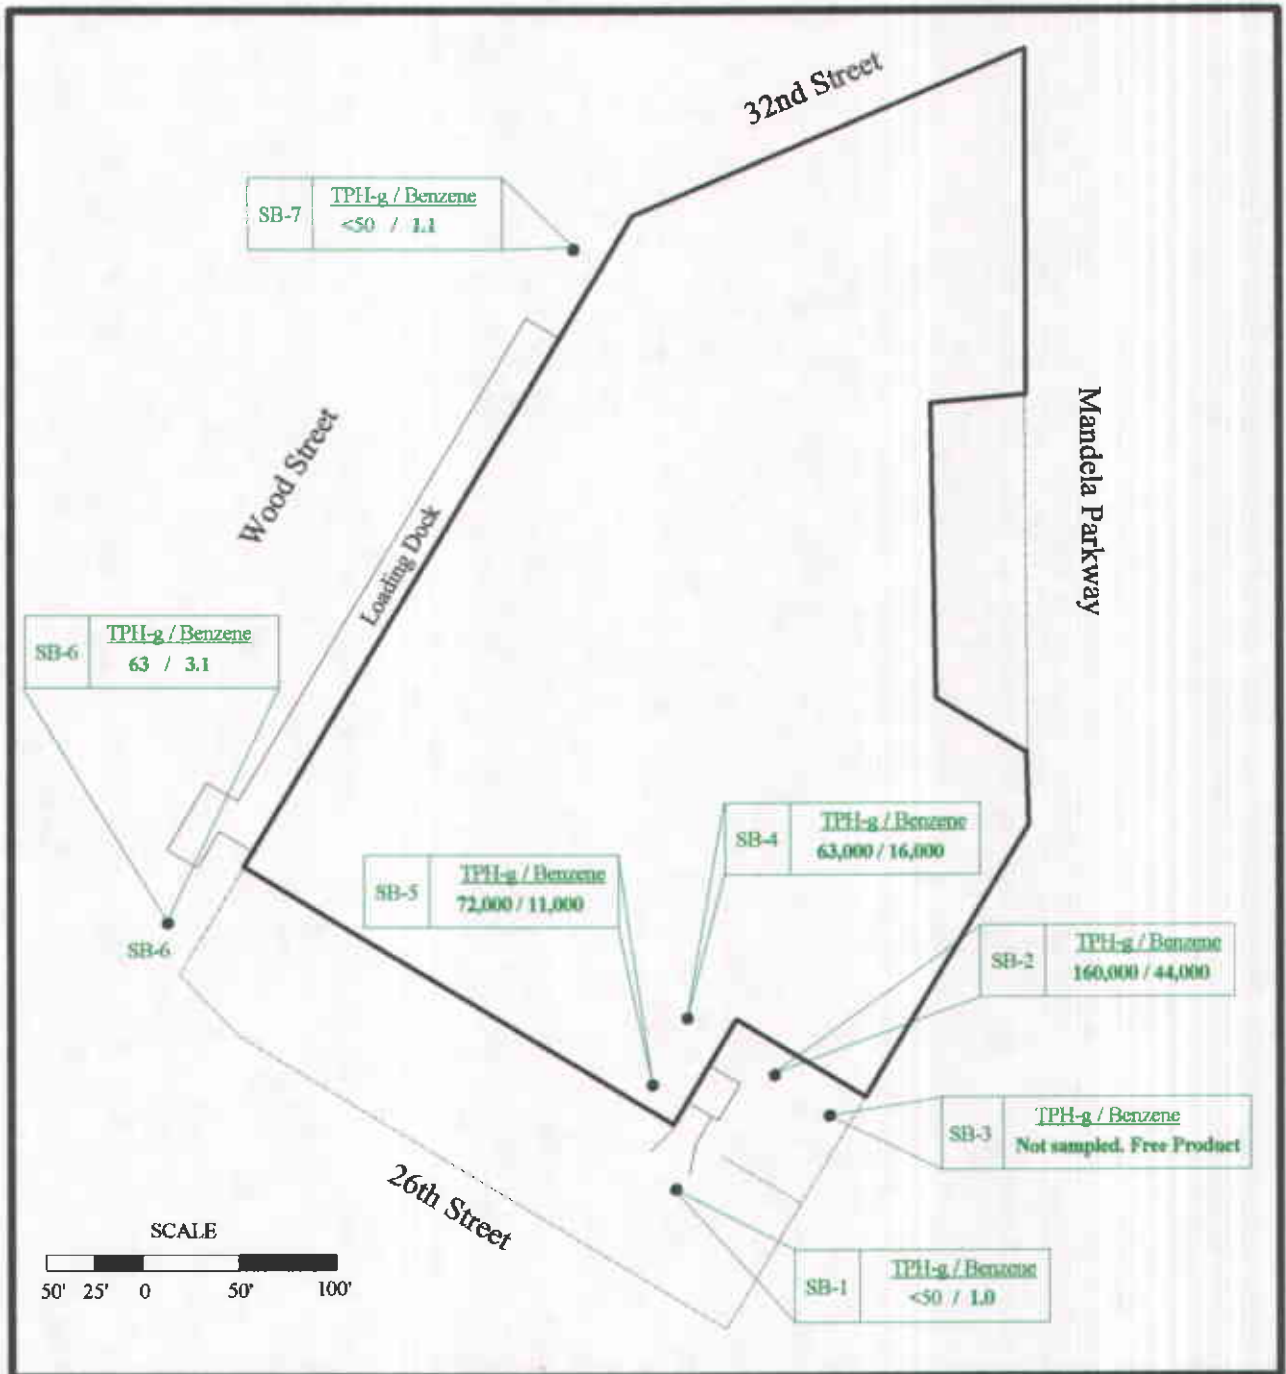 32nd Street
SB-7
TPH-g / Benzene
<50 / 1.1
Wood Street
Mandela Parkway
Loading Dock
SB-6
TPH-g / Benzene
63 / 3.1
SB-4
TPH-g / Benzene
63,000 / 16,000
SB-5
TPH-g / Benzene
72,000 / 11,000
SB-6
SB-2
TPH-g / Benzene
160,000 / 44,000
SB-3
TPH-g / Benzene
Not sampled. Free Product
26th Street
SCALE
50' 25' 0 50' 100'
SB-1
TPH-g / Benzene
<50 / 1.0